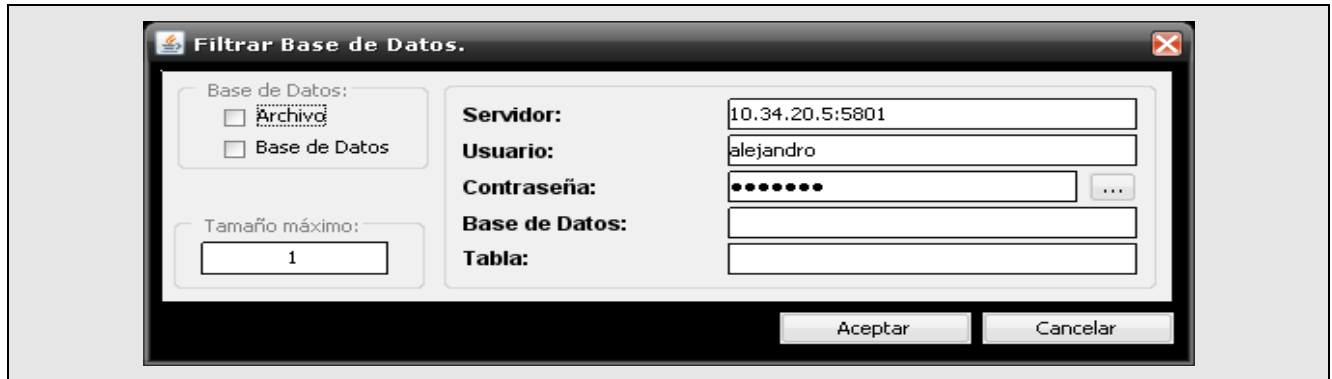 Filtrar Base de Datos.
Base de Datos:
Archivo
Base de Datos
Tamaño máximo:
1
Servidor: 10.34.20.5:5801
Usuario: alejandro
Contraseña: ●●●●●●● ...
Base de Datos:
Tabla:
Aceptar Cancelar